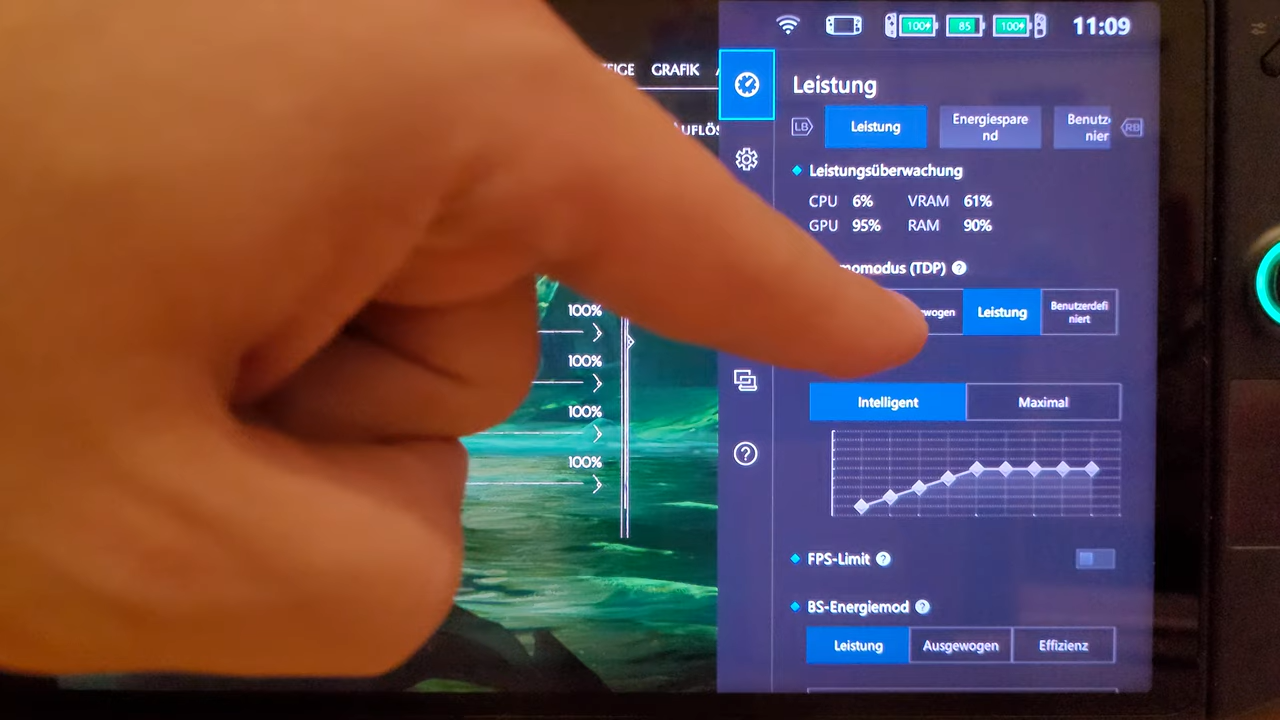 100⚡ 85 100⚡ 11:09
GRAFIK
Leistung
LB Leistung Energiespare
nd Benutz
nier RB
Leistungsüberwachung
CPU 6% VRAM 61%
GPU 95% RAM 90%
momodus (TDP) ?
wogen Leistung Benutzerdefi
niert
100%
100%
100%
100%
Intelligent Maximal
?
FPS-Limit ?
BS-Energiemod ?
Leistung Ausgewogen Effizienz